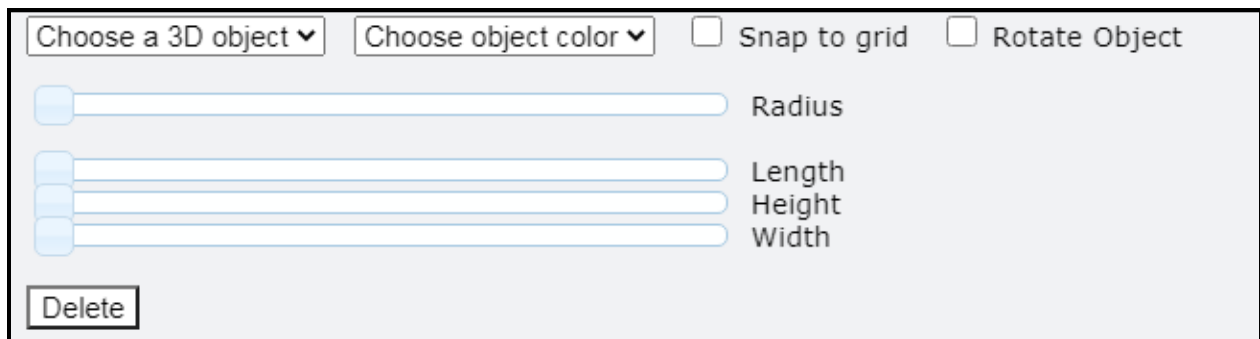 Choose a 3D object Choose object color Snap to grid Rotate Object
Radius
Length
Height
Width
Delete